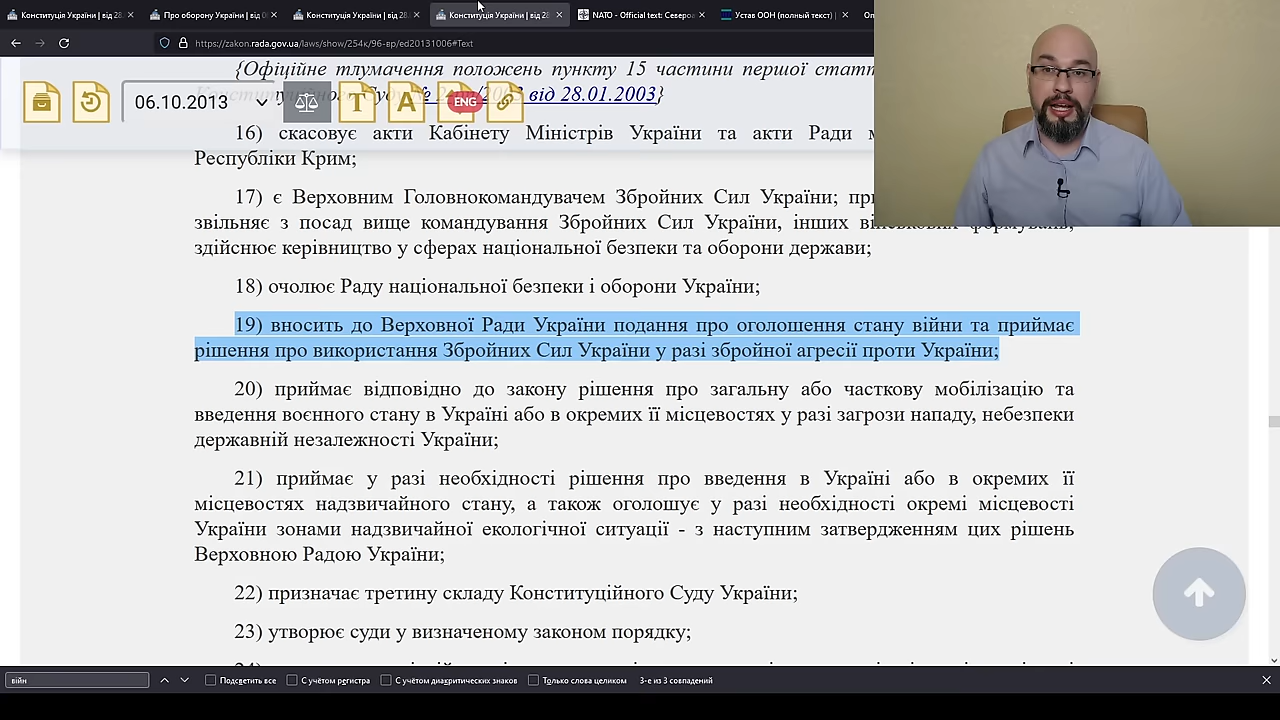 Конституція України | від 28
Про оборону України | від 0
Конституція України | від 28.
Конституція України | від 28
NATO - Official text: Северо
Устав ООН (полный текст) |
https://zakon.rada.gov.ua/laws/show/254к/96-вр/ed20131006#Text
{Офіційне тлумачення положень пункту 15 частини першої
06.10.2013
T
A
ENG
від 28.01.2003}
16) скасовує акти Кабінету Міністрів України та акти Ради
Республіки Крим;
17) є Верховним Головнокомандувачем Збройних Сил України;
звільняє з посад вище командування Збройних Сил України, інших військових формувань;
здійснює керівництво у сферах національної безпеки та оборони держави;
18) очолює Раду національної безпеки і оборони України;
19) вносить до Верховної Ради України подання про оголошення стану війни та приймає
рішення про використання Збройних Сил України у разі збройної агресії проти України;
20) приймає відповідно до закону рішення про загальну або часткову мобілізацію та
введення воєнного стану в Україні або в окремих її місцевостях у разі загрози нападу, небезпеки
державній незалежності України;
21) приймає у разі необхідності рішення про введення в Україні або в окремих її
місцевостях надзвичайного стану, а також оголошує у разі необхідності окремі місцевості
України зонами надзвичайної екологічної ситуації - з наступним затвердженням цих рішень
Верховною Радою України;
22) призначає третину складу Конституційного Суду України;
23) утворює суди у визначеному законом порядку;
війн
Подсветить все
С учётом регистра
С учётом диакритических знаков
Только слова целиком
3-е из 3 совпадений